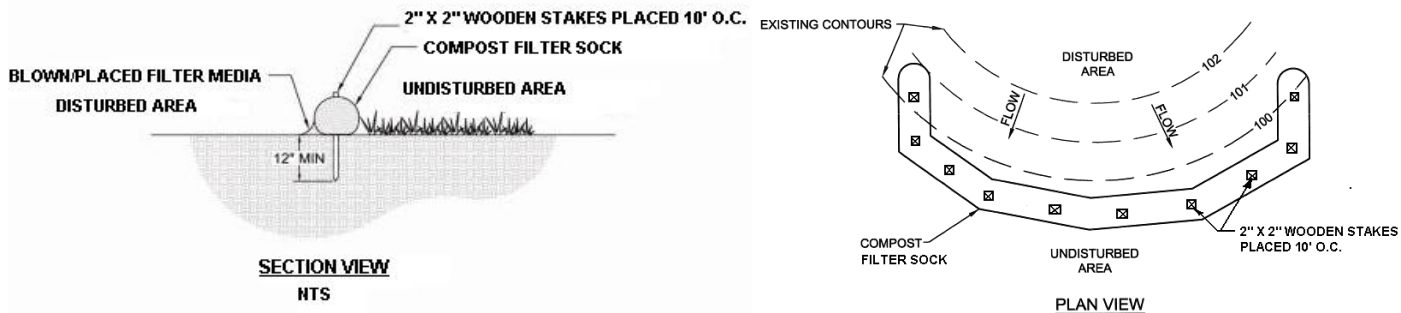 2" X 2" WOODEN STAKES PLACED 10' O.C.
COMPOST FILTER SOCK
BLOWN/PLACED FILTER MEDIA
DISTURBED AREA
UNDISTURBED AREA
12" MIN
SECTION VIEW
NTS
EXISTING CONTOURS
DISTURBED
AREA
102
101
100
FLOW
FLOW
2" X 2" WOODEN STAKES
PLACED 10' O.C.
COMPOST
FILTER SOCK
UNDISTURBED
AREA
PLAN VIEW